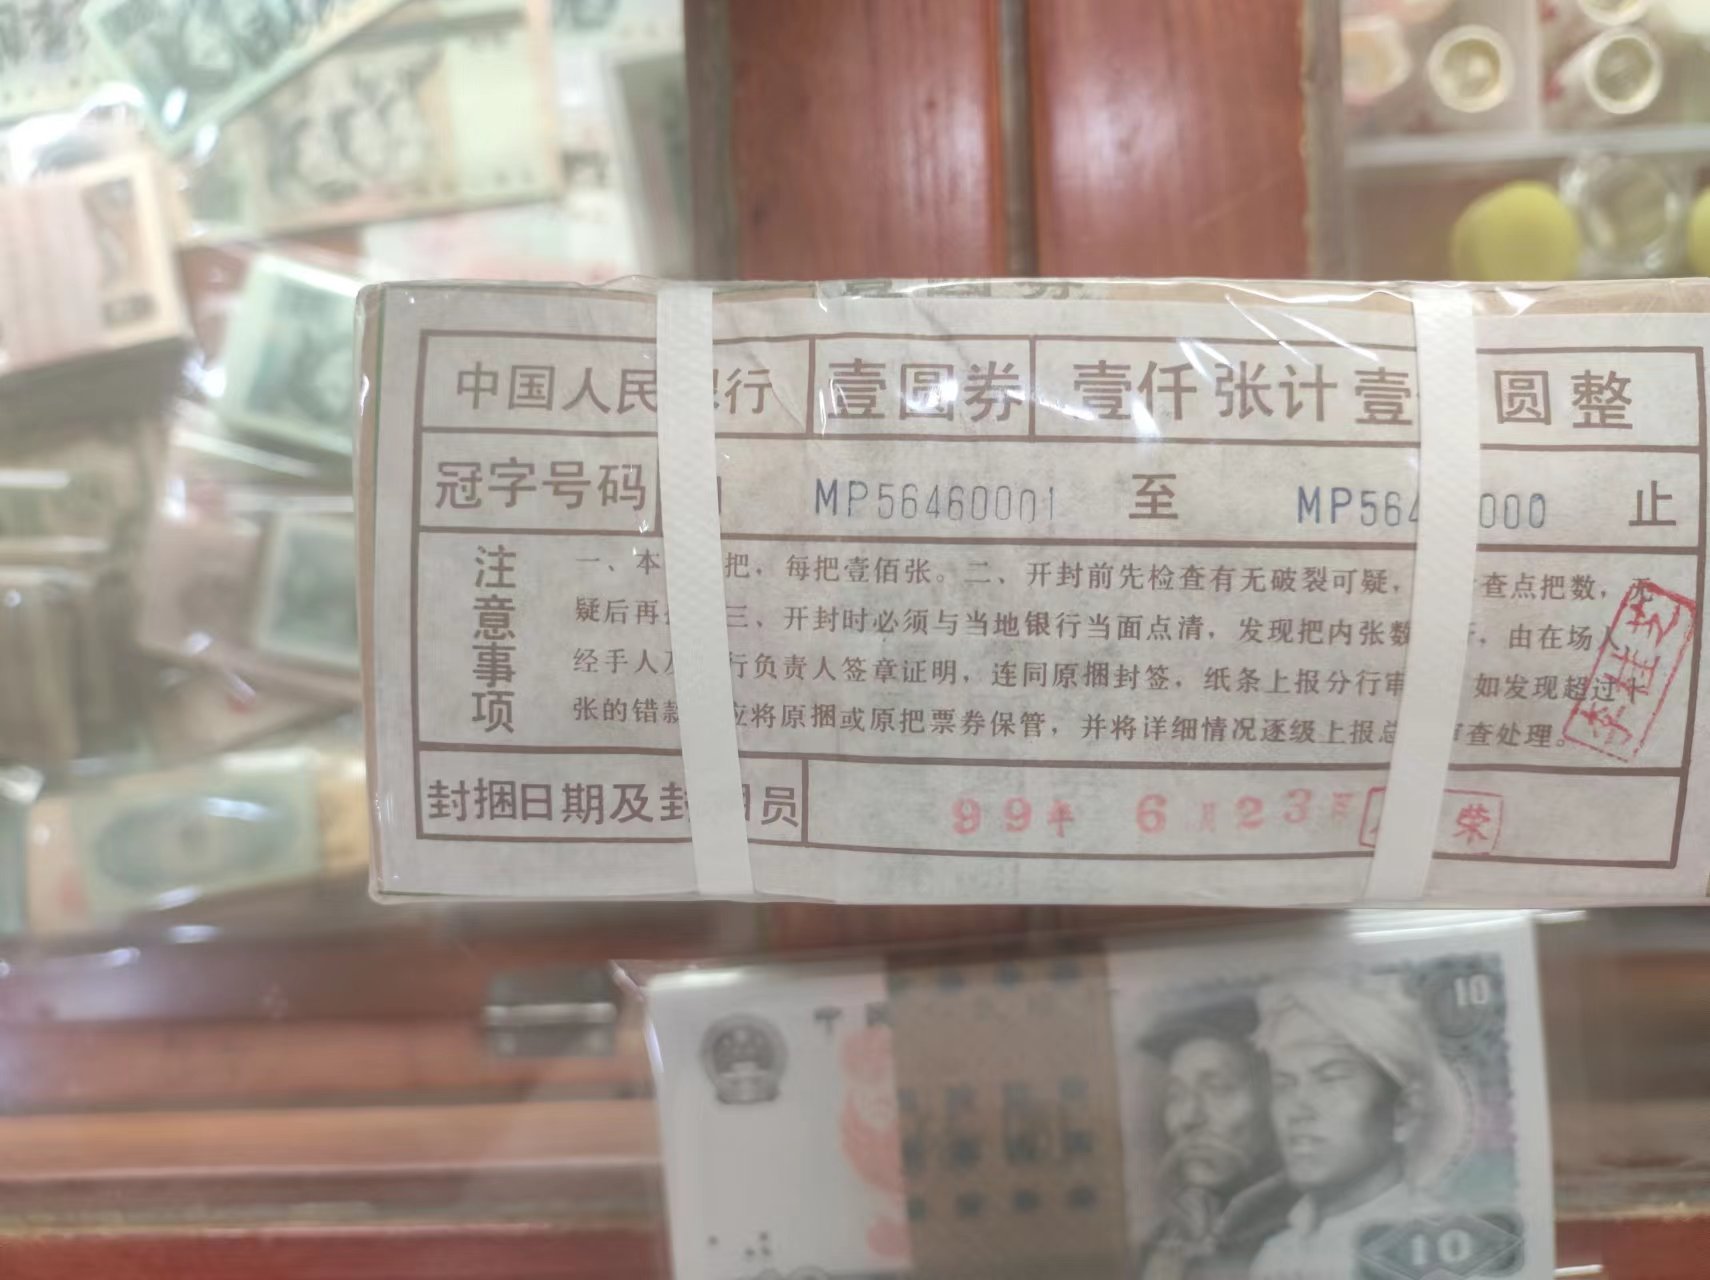 中国人民 行 壹圆券 壹仟张计壹 圆整
冠字号码 MP56460001 至 MP564 000 止
注意事项
一、本 把，每把壹佰张。二、开封前先检查有无破裂可疑， 查点把数，无
疑后再 三、开封时必须与当地银行当面点清，发现把内张数 ，由在场人
经手人 行负责人签章证明，连同原捆封签，纸条上报分行审 如发现超过
张的错款 应将原捆或原把票券保管，并将详细情况逐级上报总 审查处理。
封捆日期及封 员 99年 6月23日 荣
李桂
中国
10
10